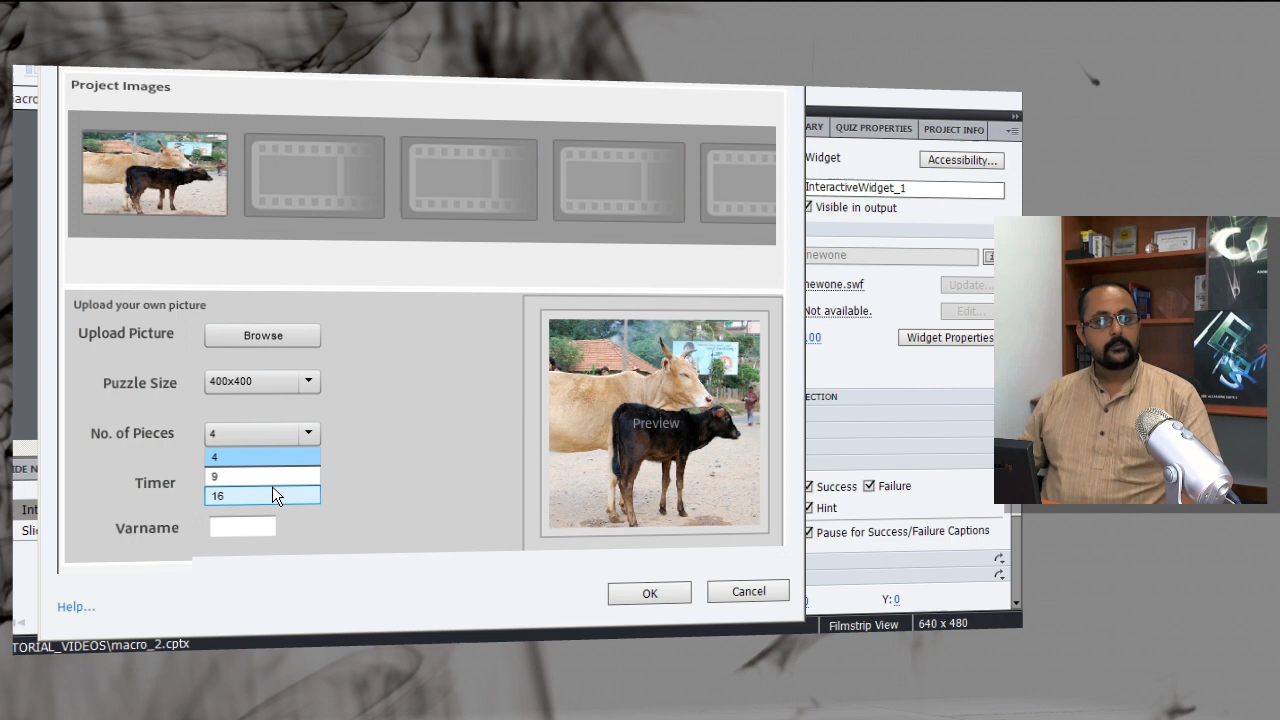 Project Images
acro
ARY
QUIZ PROPERTIES
PROJECT INFO
Widget
Accessibility...
InteractiveWidget_1
Visible in output
newone
newone.swf
Update...
Not available.
Edit...
.00
Widget Properties
Upload your own picture
Upload Picture
Browse
Puzzle Size
400x400
No. of Pieces
4
4
9
16
Timer
Varname
Preview
OK
Cancel
Help...
IDE N
Int
Sli
ECTION
Success
Failure
Hint
Pause for Success/Failure Captions
Y:0
Filmstrip View
640 x 480
TORIAL_VIDEOS\macro_2.cptx
Cp